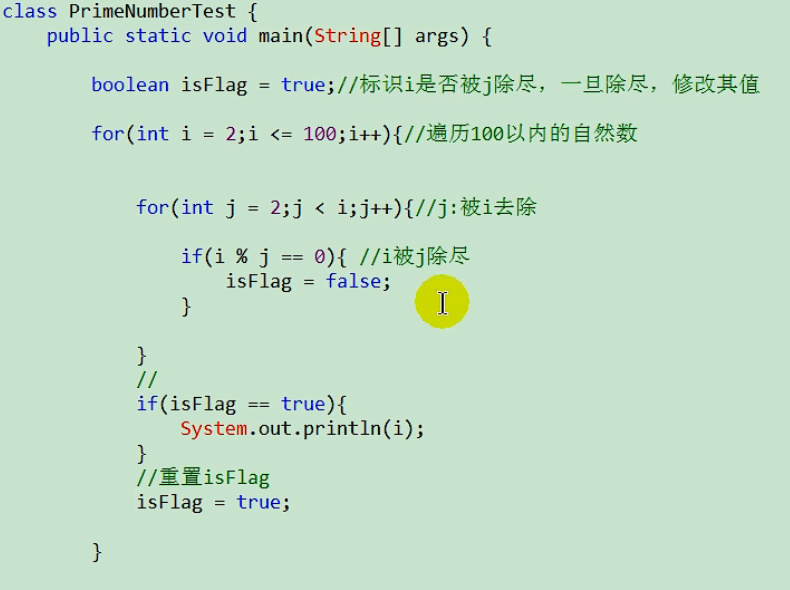 class PrimeNumberTest {
public static void main(String[] args) {
boolean isFlag = true;//标识i是否被j除尽，一旦除尽，修改其值
for(int i = 2;i <= 100;i++){//遍历100以内的自然数
for(int j = 2;j < i;j++){//j:被i去除
if(i % j == 0){ //i被j除尽
isFlag = false;
}
}
//
if(isFlag == true){
System.out.println(i);
}
//重置isFlag
isFlag = true;
}